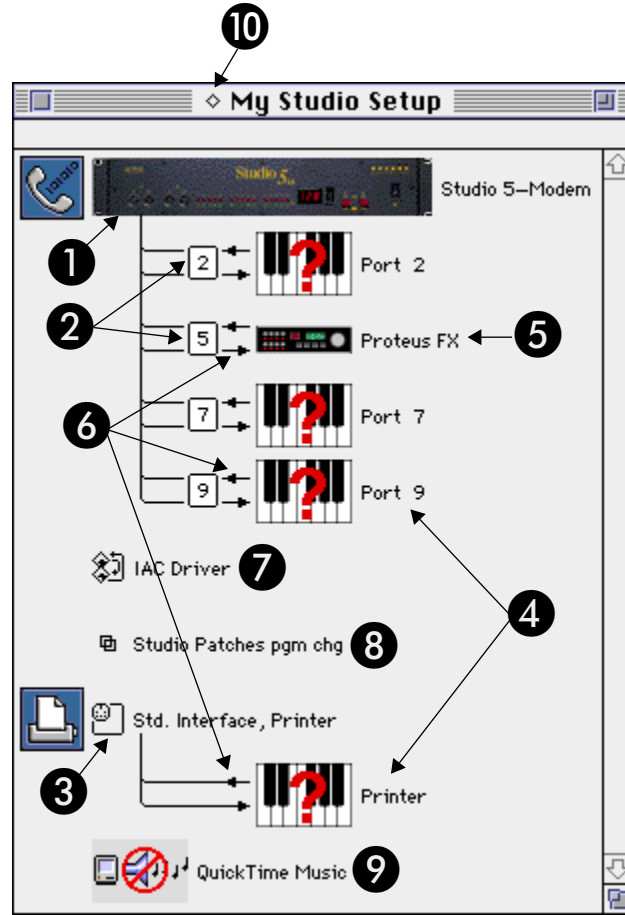 10
◇ My Studio Setup
Studio 5 Studio 5–Modem
1
2 Port 2
2
5 Proteus FX 5
6
7 Port 7
9 Port 9
IAC Driver 7
4
Studio Patches pgm chg 8
Std. Interface, Printer
3
Printer
QuickTime Music 9